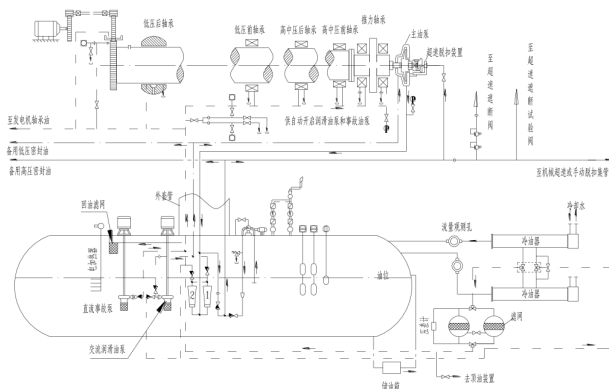 低压后轴承
低压前轴承
高中压后轴承
高中压前轴承
推力轴承
主油泵
超速脱扣装置
至发电机轴承油
备用低压密封油
备用高压密封油
供自动开启润滑油泵和事故油泵
P
P
至超速遮断阀
至超速遮断试验阀
至机械超速或手动脱扣集管
外套管
回油滤网
电加热器
直流事故泵
交流润滑油泵
2
1
油位
流量观测孔
冷却水
冷油器
冷油器
滤网
去顶油装置
储油箱